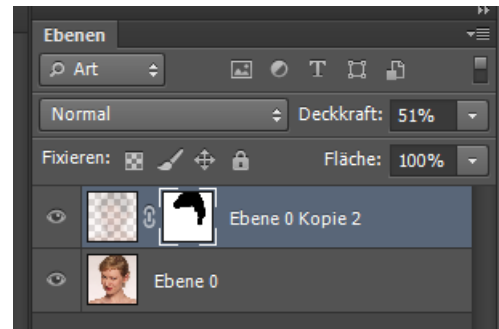 Ebenen
Art T
Normal Deckkraft: 51%
Fixieren: Fläche: 100%
Ebene 0 Kopie 2
Ebene 0